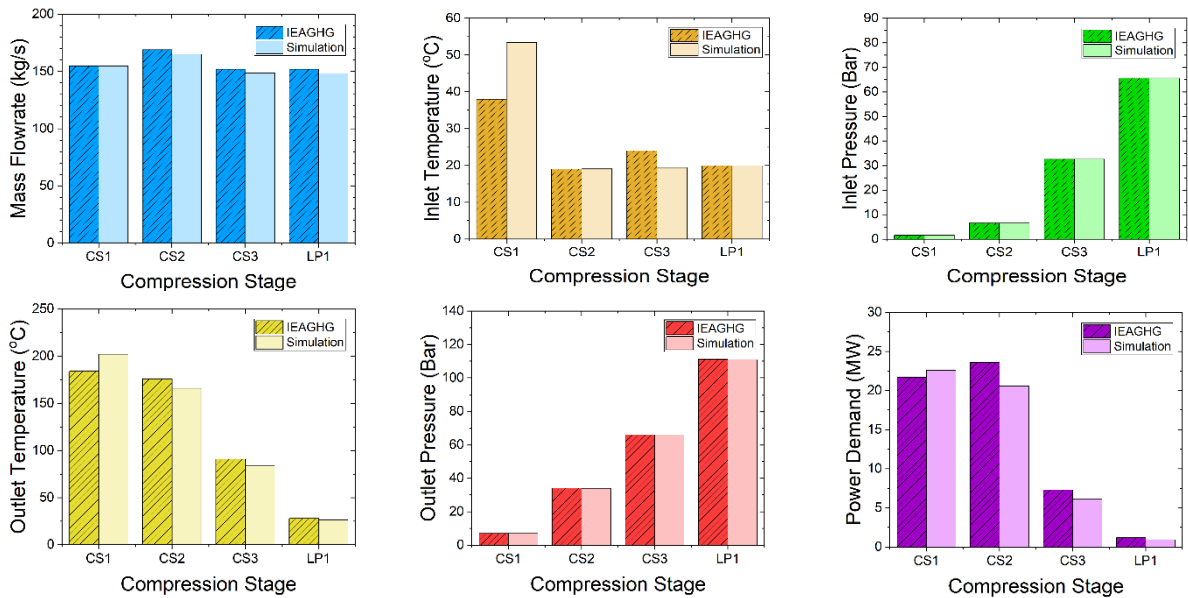 200
150
100
50
0
Mass Flowrate (kg/s)
IEAGHG
Simulation
CS1 CS2 CS3 LP1
Compression Stage
60
50
40
30
20
10
0
Inlet Temperature (°C)
IEAGHG
Simulation
CS1 CS2 CS3 LP1
Compression Stage
90
80
70
60
50
40
30
20
10
0
Inlet Pressure (Bar)
IEAGHG
Simulation
CS1 CS2 CS3 LP1
Compression Stage
250
200
150
100
50
0
Outlet Temperature (°C)
IEAGHG
Simulation
CS1 CS2 CS3 LP1
Compression Stage
140
120
100
80
60
40
20
0
Outlet Pressure (Bar)
IEAGHG
Simulation
CS1 CS2 CS3 LP1
Compression Stage
30
25
20
15
10
5
0
Power Demand (MW)
IEAGHG
Simulation
CS1 CS2 CS3 LP1
Compression Stage